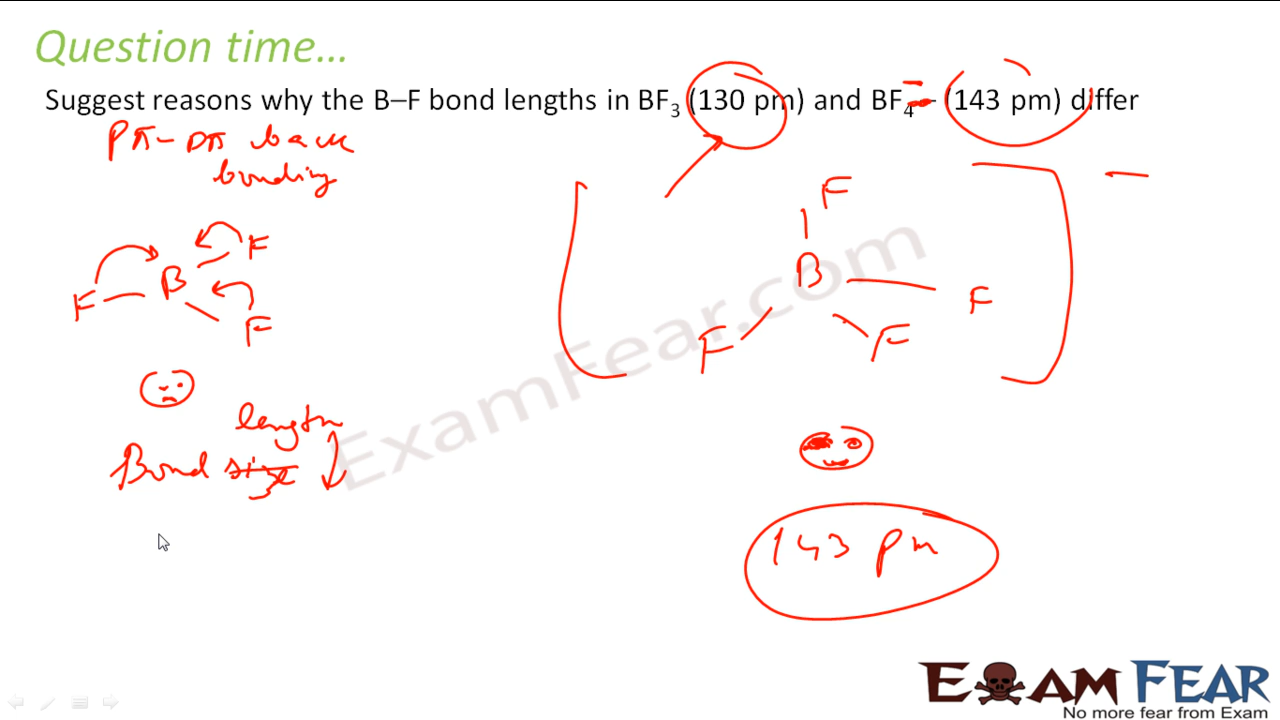 Question time…
Suggest reasons why the B–F bond lengths in BF3 (130 pm) and BF4– (143 pm) differ
Pπ– Dπ back
bonding
F
B
F
F
F
B
F
F
F
length
Bond size ↓
143 pm
ExamFear.com
EXAM FEAR
No more fear from Exam